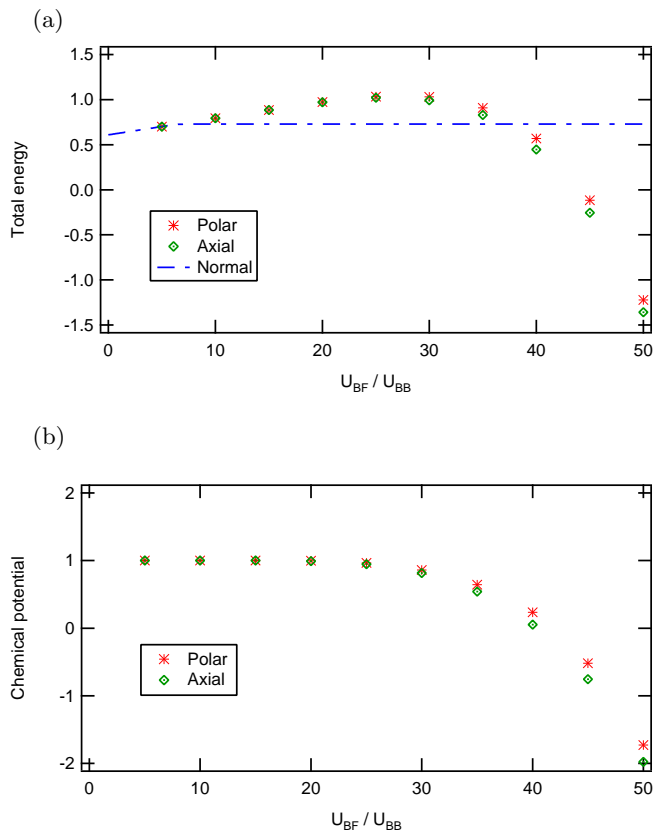 (a)
1.0
0.5
0.0
-0.5
-1.0
-1.5
Total energy
Polar
Axial
Normal
0 10 20 30 40 50
U_BF / U_BB
(b)
2
1
0
-1
-2
Chemical potential
Polar
Axial
0 10 20 30 40 50
U_BF / U_BB